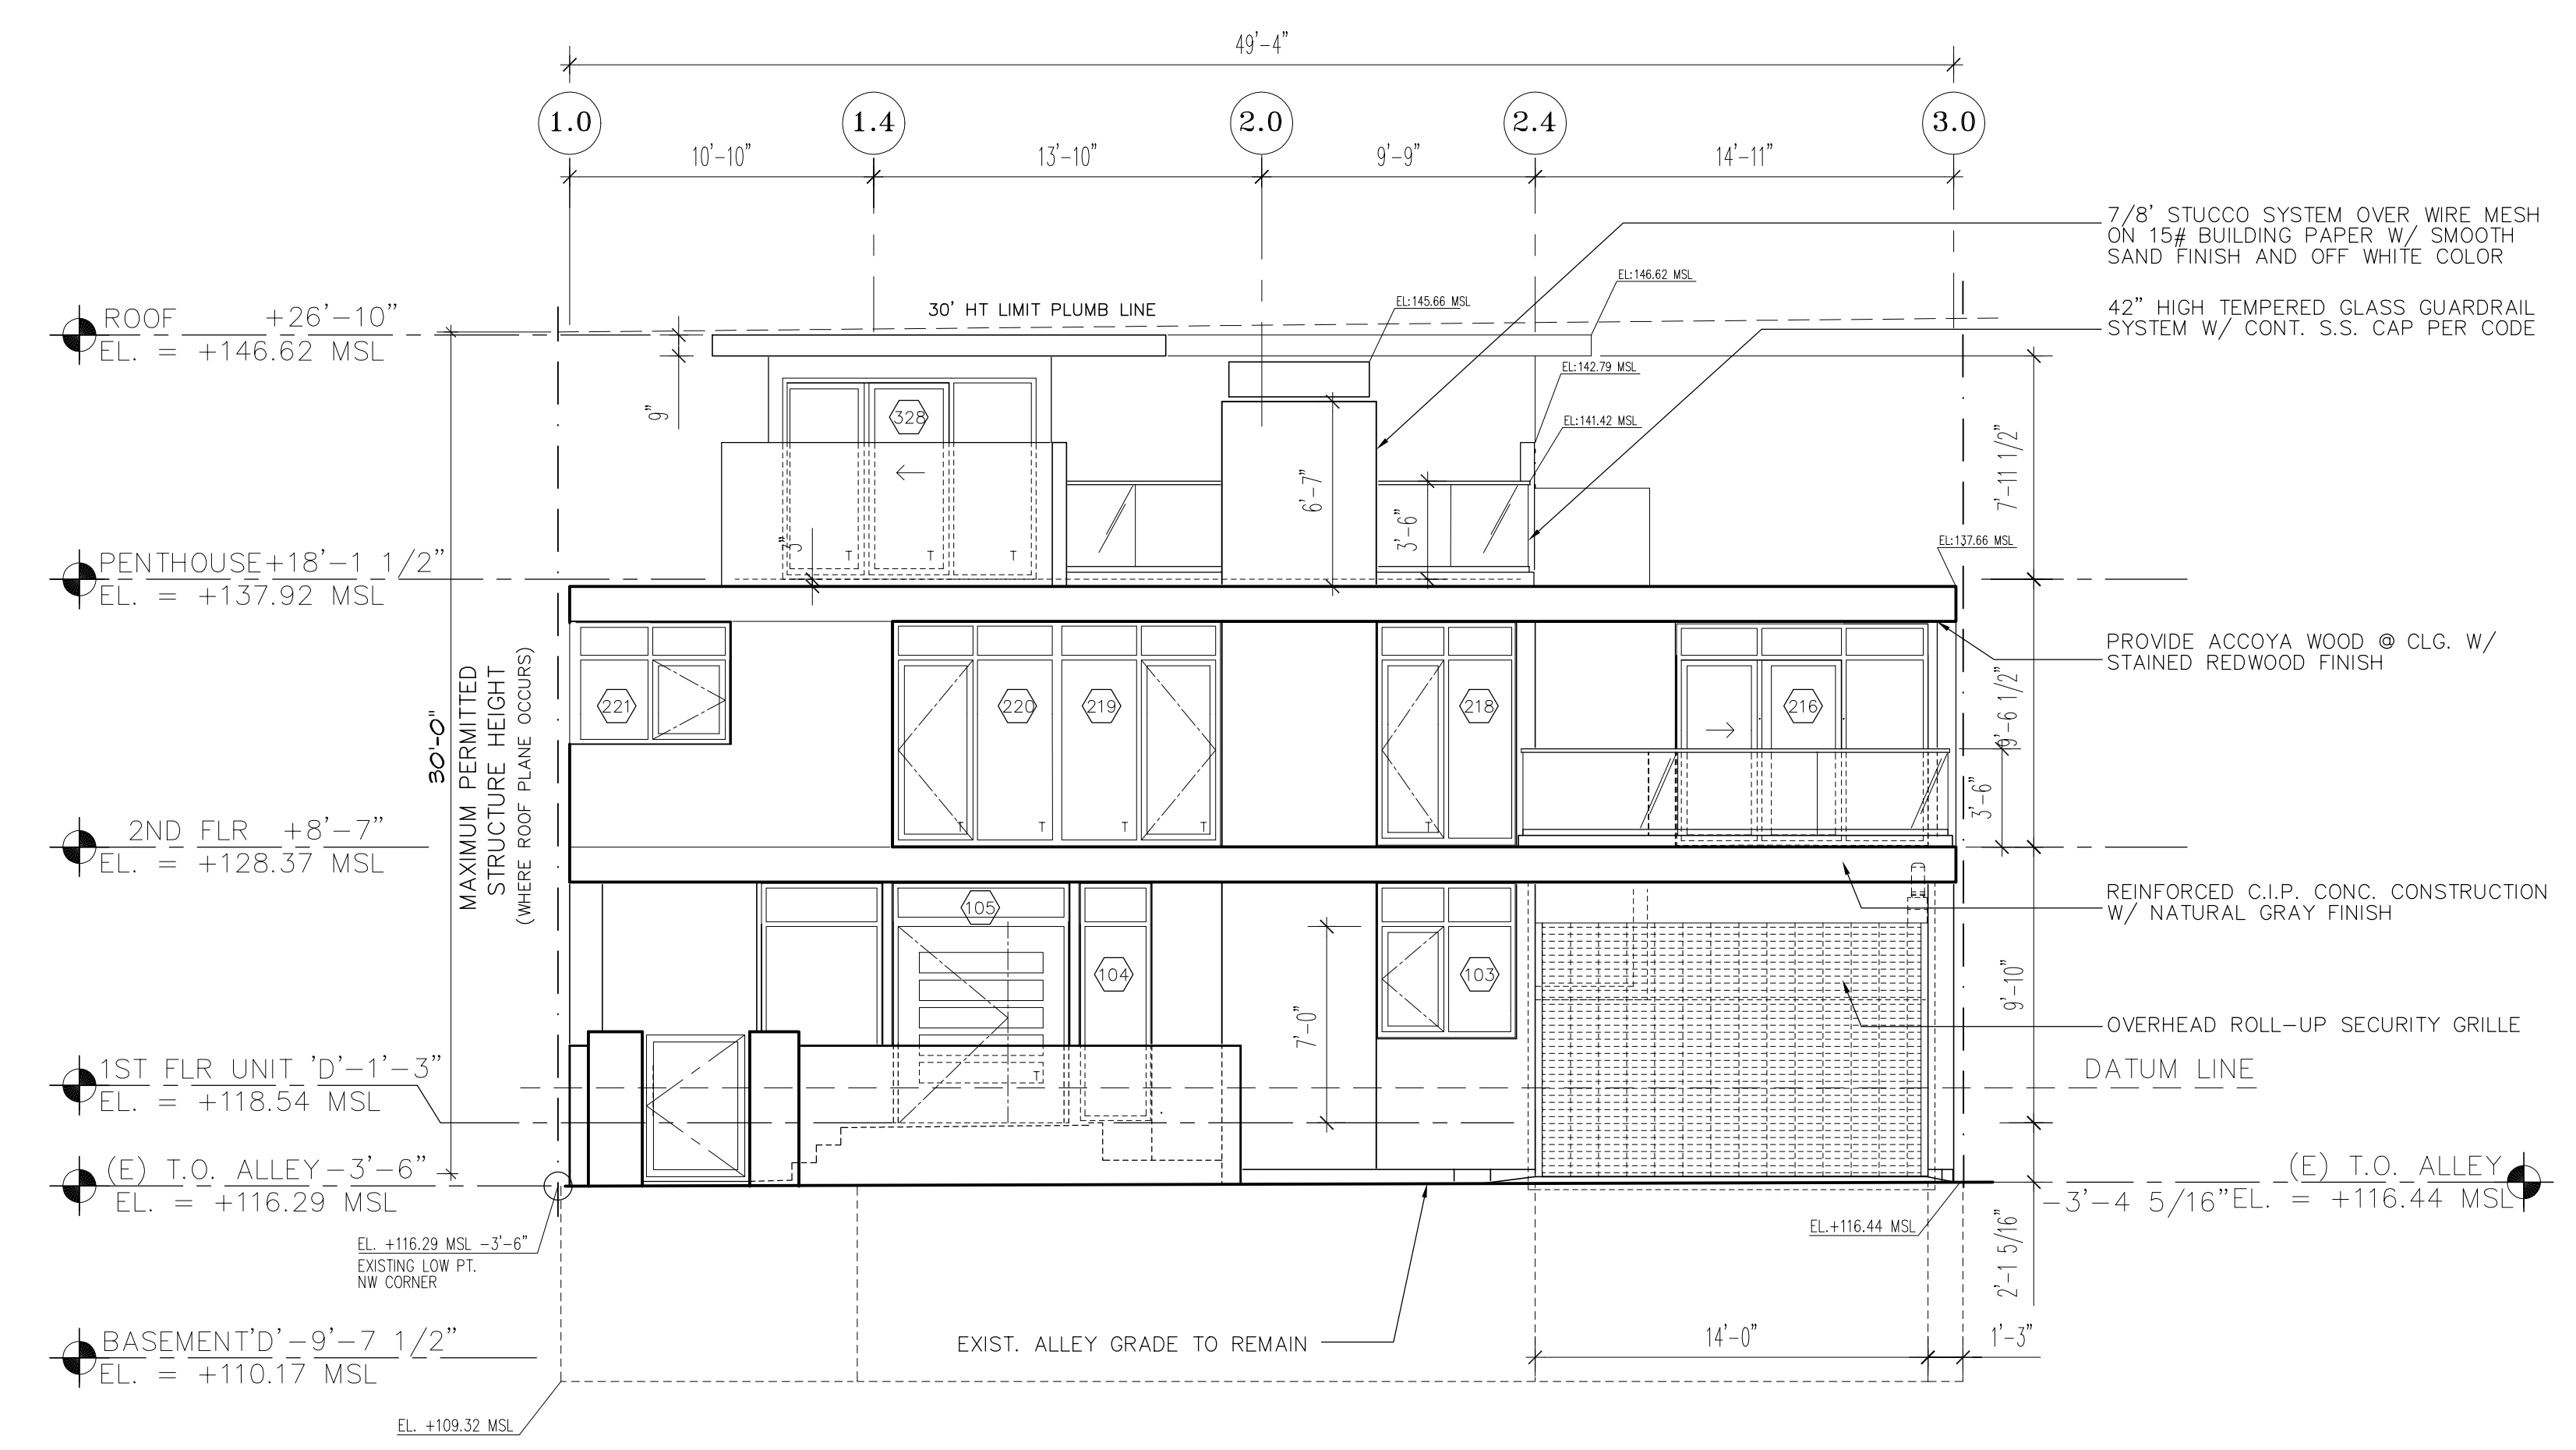 49'-4"
1.0
1.4
2.0
2.4
3.0
10'-10"
13'-10"
9'-9"
14'-11"
7/8' STUCCO SYSTEM OVER WIRE MESH
ON 15# BUILDING PAPER W/ SMOOTH
SAND FINISH AND OFF WHITE COLOR
EL:146.62 MSL
EL:145.66 MSL
30' HT LIMIT PLUMB LINE
42" HIGH TEMPERED GLASS GUARDRAIL
SYSTEM W/ CONT. S.S. CAP PER CODE
ROOF +26'-10"
EL. = +146.62 MSL
EL:142.79 MSL
9"
328
EL:141.42 MSL
7'-11 1/2"
6'-7"
3'-6"
3"
T
T
T
EL:137.66 MSL
PENTHOUSE+18'-1 1/2"
EL. = +137.92 MSL
PROVIDE ACCOYA WOOD @ CLG. W/
STAINED REDWOOD FINISH
221
220
219
218
216
9'-6 1/2"
30'-0"
MAXIMUM PERMITTED
STRUCTURE HEIGHT
(WHERE ROOF PLANE OCCURS)
3'-6"
T
T
T
T
T
2ND FLR +8'-7"
EL. = +128.37 MSL
REINFORCED C.I.P. CONC. CONSTRUCTION
W/ NATURAL GRAY FINISH
105
104
103
9'-10"
7'-0"
OVERHEAD ROLL-UP SECURITY GRILLE
T
1ST FLR UNIT 'D'-1'-3"
EL. = +118.54 MSL
DATUM LINE
(E) T.O. ALLEY-3'-6"
EL. = +116.29 MSL
(E) T.O. ALLEY
-3'-4 5/16"EL. = +116.44 MSL
EL.+116.44 MSL
EL. +116.29 MSL -3'-6"
EXISTING LOW PT.
NW CORNER
2'-1 5/16"
BASEMENT'D'-9'-7 1/2"
EL. = +110.17 MSL
EXIST. ALLEY GRADE TO REMAIN
14'-0"
1'-3"
EL. +109.32 MSL